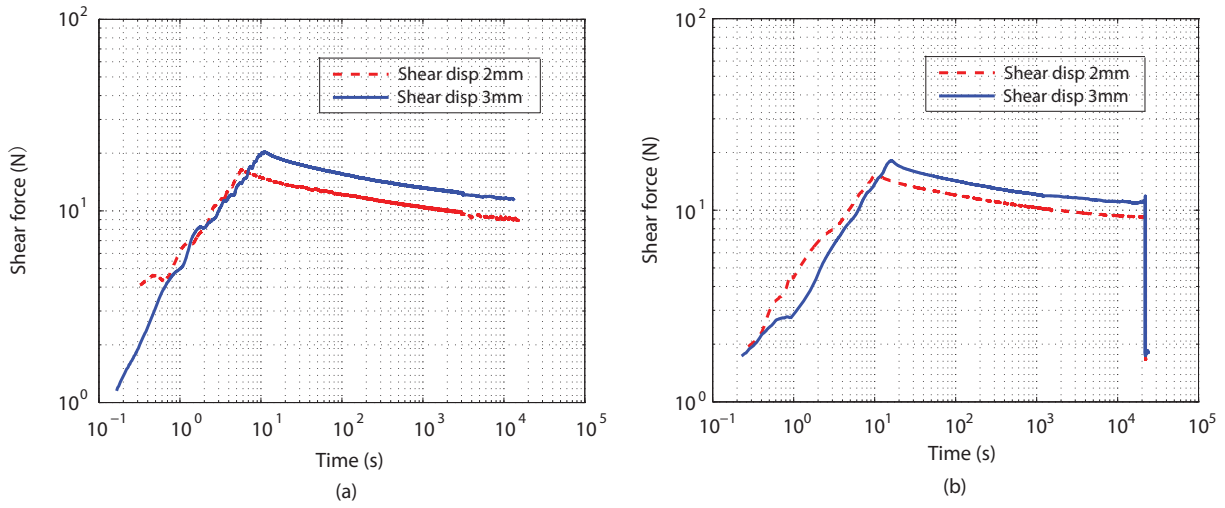 10²
10¹
10⁰
Shear force (N)
Shear disp 2mm
Shear disp 3mm
10⁻¹ 10⁰ 10¹ 10² 10³ 10⁴ 10⁵
Time (s)
(a)
10²
10¹
10⁰
Shear force (N)
Shear disp 2mm
Shear disp 3mm
10⁻¹ 10⁰ 10¹ 10² 10³ 10⁴ 10⁵
Time (s)
(b)